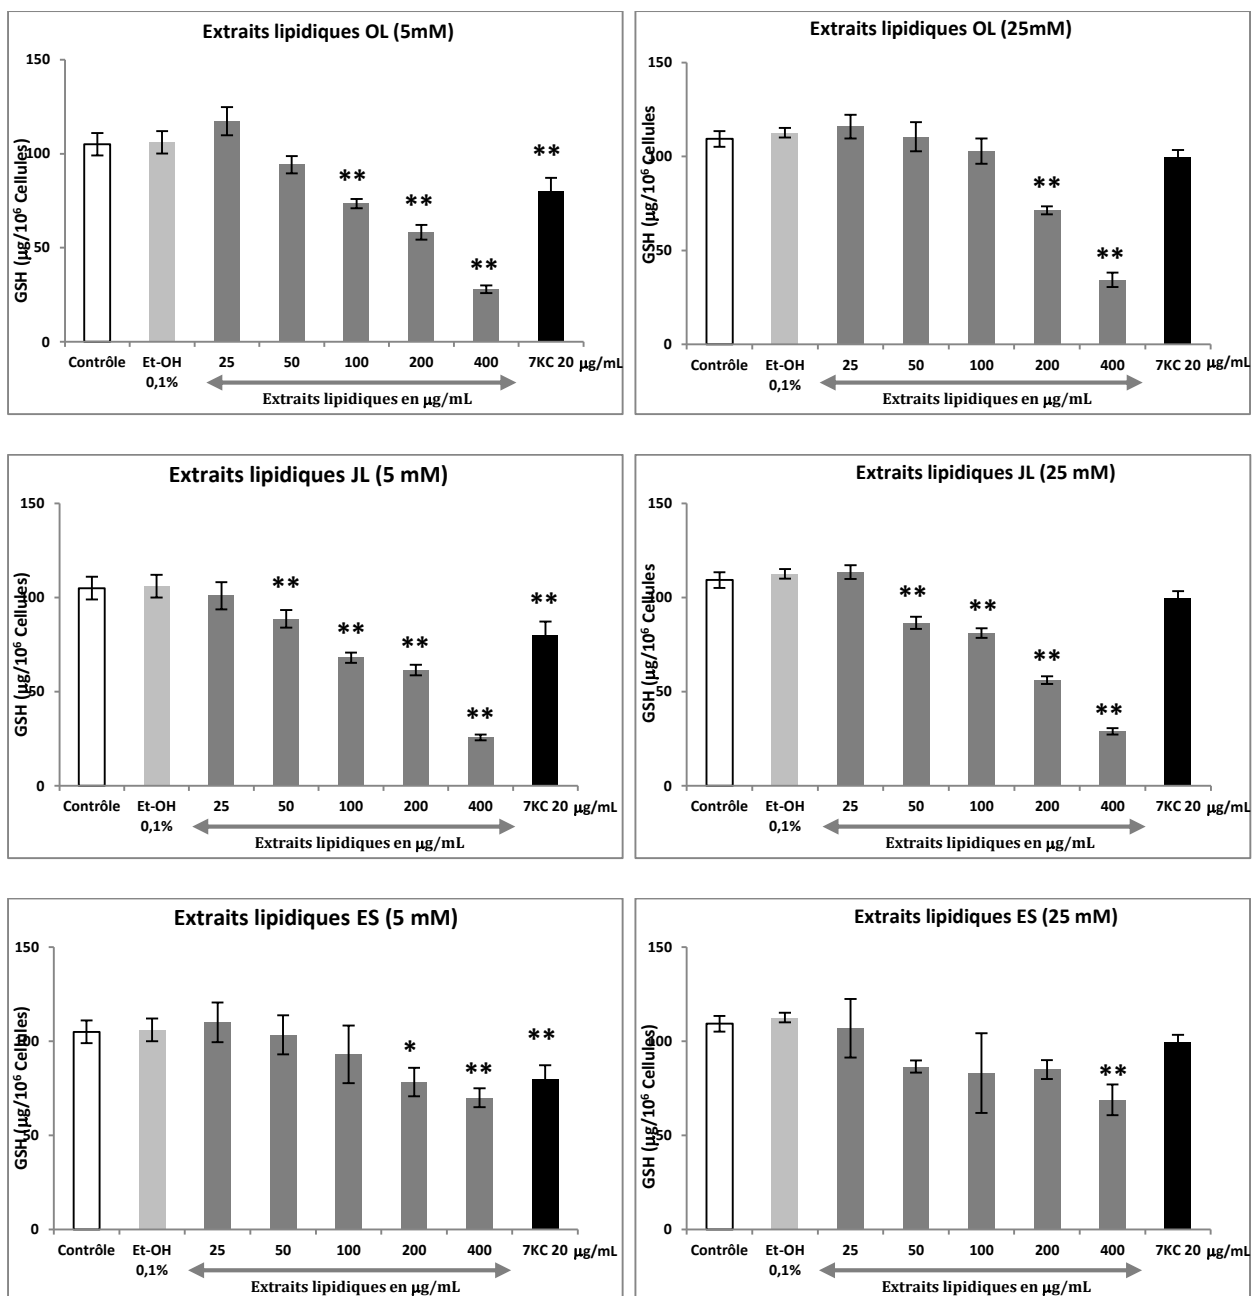 Extraits lipidiques OL (5mM)
GSH (µg/10⁶ Cellules)
150
100
50
0
** ** ** **
Contrôle Et-OH 0,1% 25 50 100 200 400 7KC 20 µg/mL
Extraits lipidiques en µg/mL
Extraits lipidiques OL (25mM)
GSH (µg/10⁶ Cellules
150
100
50
0
** **
Contrôle Et-OH 0,1% 25 50 100 200 400 7KC 20 µg/mL
Extraits lipidiques en µg/mL
Extraits lipidiques JL (5 mM)
GSH (µg/10⁶ Cellules)
150
100
50
0
** ** ** ** **
Contrôle Et-OH 0,1% 25 50 100 200 400 7KC 20 µg/mL
Extraits lipidiques en µg/mL
Extraits lipidiques JL (25 mM)
GSH (µg/10⁶ Cellules
150
100
50
0
** ** ** **
Contrôle Et-OH 0,1% 25 50 100 200 400 7KC 20 µg/mL
Extraits lipidiques en µg/mL
Extraits lipidiques ES (5 mM)
GSH (µg/10⁶ Cellules)
150
100
50
0
* ** **
Contrôle Et-OH 0,1% 25 50 100 200 400 7KC 20 µg/mL
Extraits lipidiques en µg/mL
Extraits lipidiques ES (25 mM)
GSH (µg/10⁶ Cellules
150
100
50
0
**
Contrôle Et-OH 0,1% 25 50 100 200 400 7KC 20 µg/mL
Extraits lipidiques en µg/mL